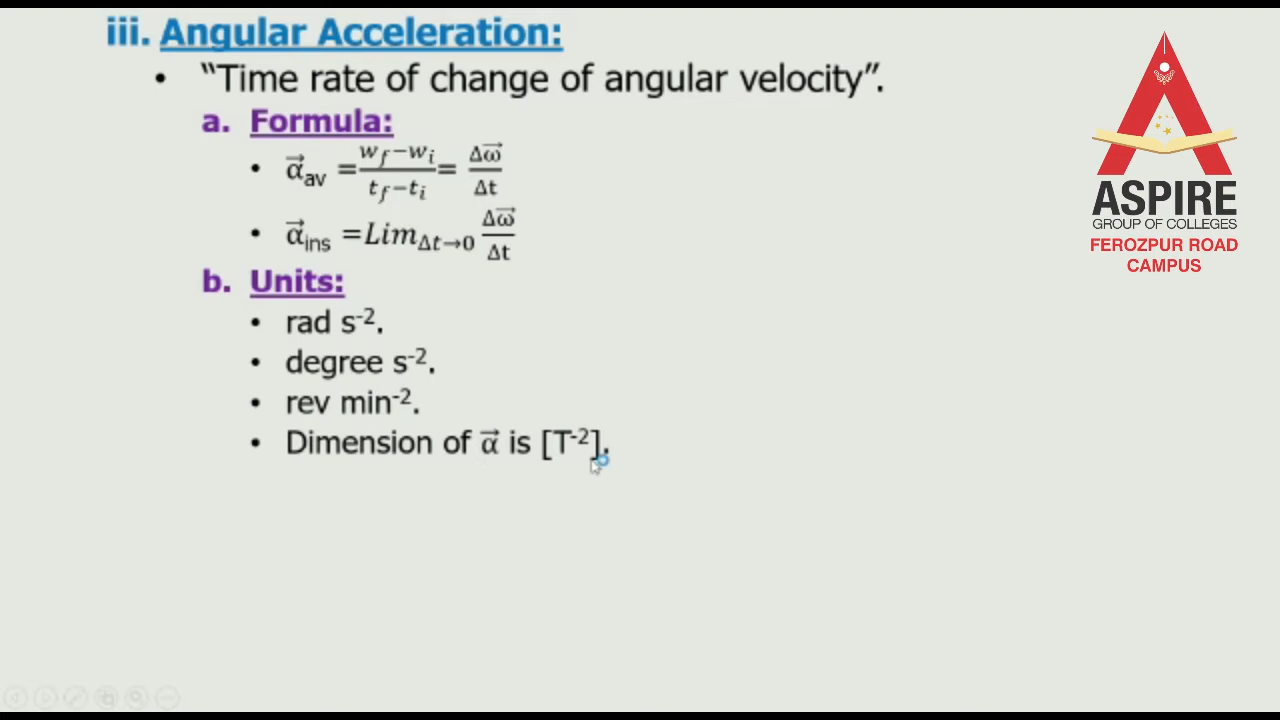 iii. Angular Acceleration:
• “Time rate of change of angular velocity”.
a. Formula:
• α⃗av = (wf−wi)/(tf−ti) = Δω⃗/Δt
• α⃗ins =LimΔt→0 Δω⃗/Δt
b. Units:
• rad s⁻².
• degree s⁻².
• rev min⁻².
• Dimension of α⃗ is [T⁻²].
ASPIRE
GROUP OF COLLEGES
FEROZPUR ROAD
CAMPUS